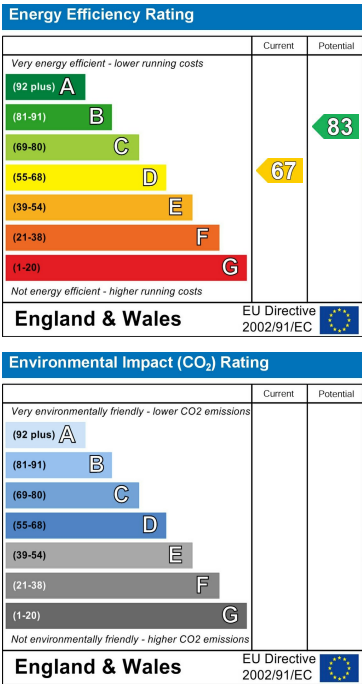 Energy Efficiency Rating
Current Potential
Very energy efficient - lower running costs
(92 plus) A
(81-91) B
(69-80) C
(55-68) D
(39-54) E
(21-38) F
(1-20) G
67
83
Not energy efficient - higher running costs
England & Wales
EU Directive
2002/91/EC
Environmental Impact (CO₂) Rating
Current Potential
Very environmentally friendly - lower CO2 emissions
(92 plus) A
(81-91) B
(69-80) C
(55-68) D
(39-54) E
(21-38) F
(1-20) G
Not environmentally friendly - higher CO2 emissions
England & Wales
EU Directive
2002/91/EC